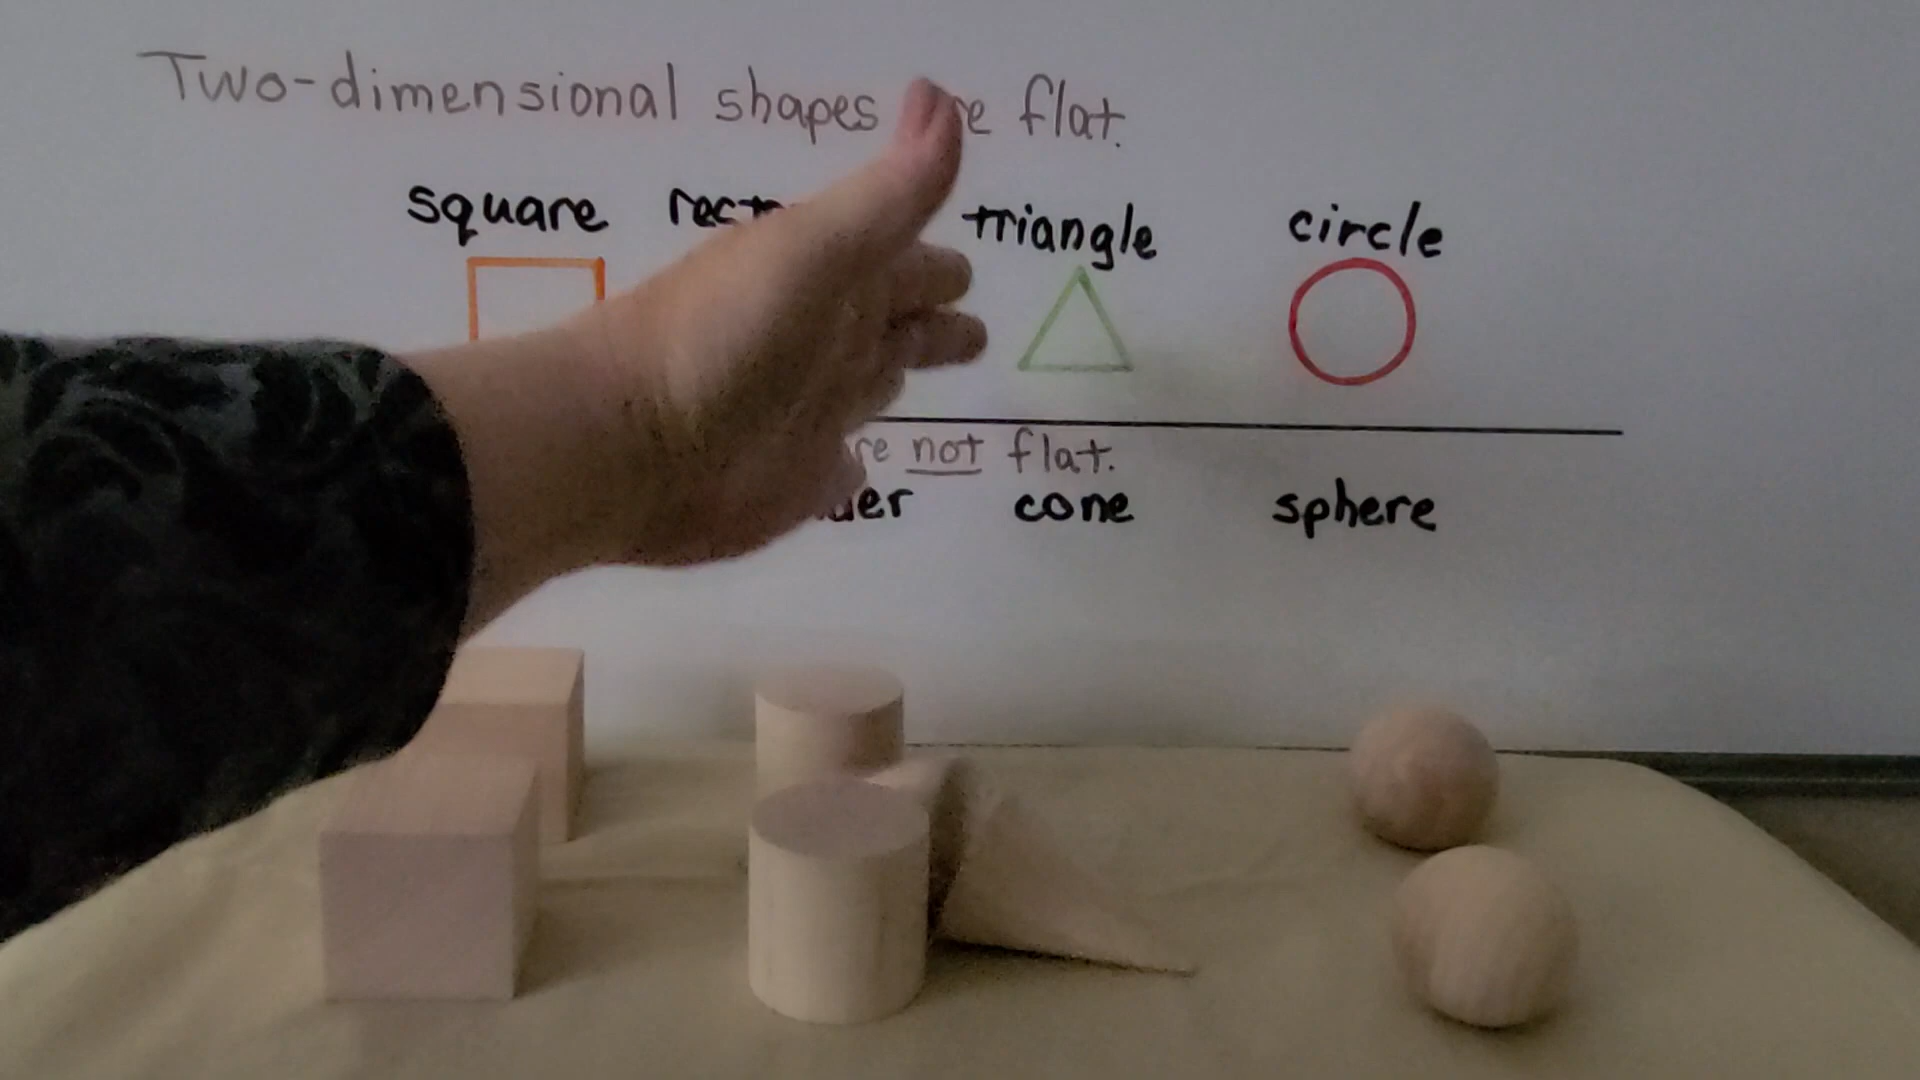 Two-dimensional shapes flat.
square triangle circle
not flat.
cone sphere